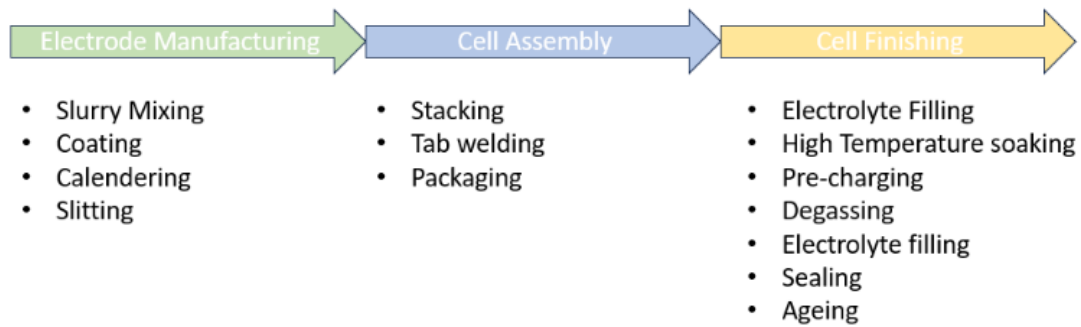 Electrode Manufacturing
• Slurry Mixing
• Coating
• Calendering
• Slitting
Cell Assembly
• Stacking
• Tab welding
• Packaging
Cell Finishing
• Electrolyte Filling
• High Temperature soaking
• Pre-charging
• Degassing
• Electrolyte filling
• Sealing
• Ageing